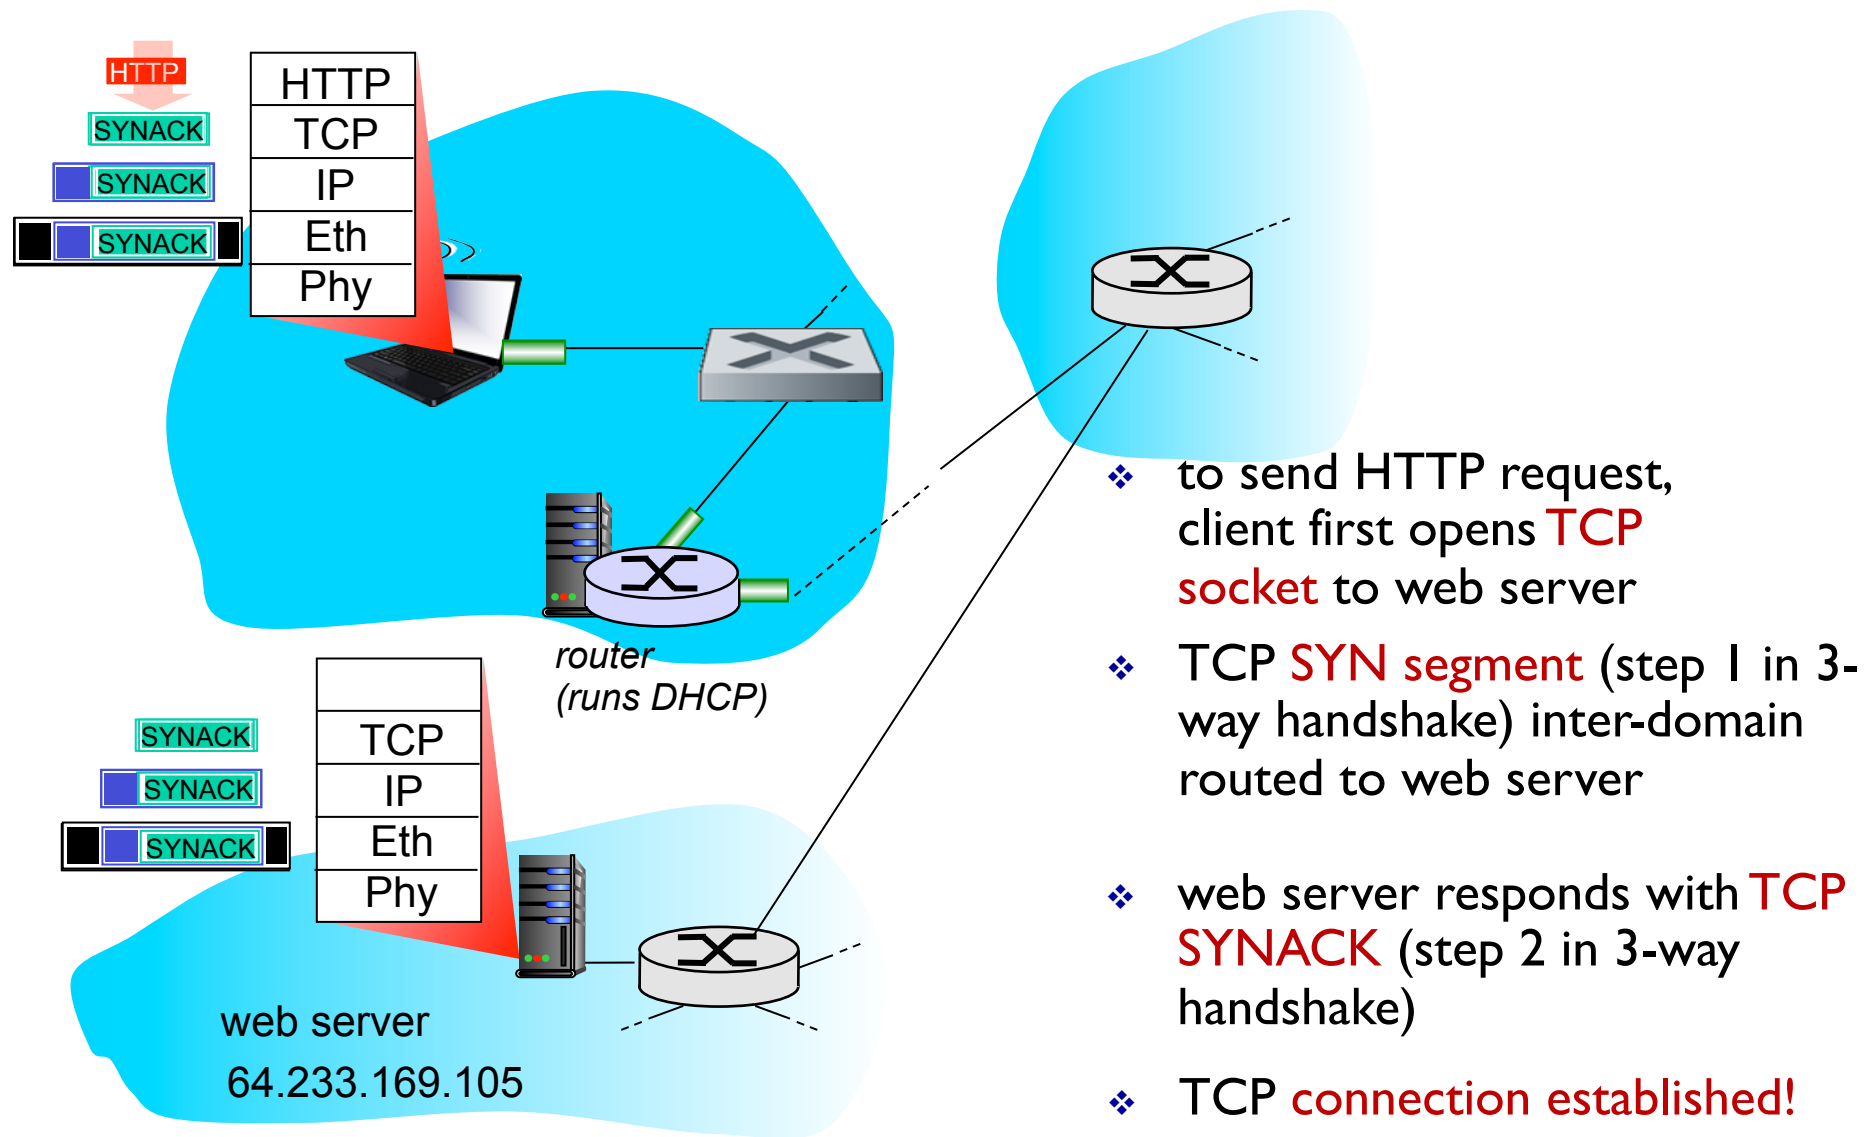 HTTP
SYNACK
SYNACK
SYNACK
HTTP
TCP
IP
Eth
Phy
router
(runs DHCP)
SYNACK
SYNACK
SYNACK
TCP
IP
Eth
Phy
web server
64.233.169.105
❖ to send HTTP request,
client first opens TCP
socket to web server
❖ TCP SYN segment (step 1 in 3-
way handshake) inter-domain
routed to web server
❖ web server responds with TCP
SYNACK (step 2 in 3-way
handshake)
❖ TCP connection established!